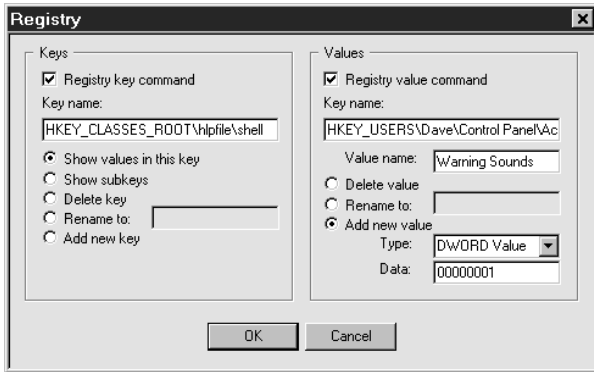 Registry
Keys
Registry key command
Key name:
HKEY_CLASSES_ROOT\hlpfile\shell
Show values in this key
Show subkeys
Delete key
Rename to:
Add new key
Values
Registry value command
Key name:
HKEY_USERS\Dave\Control Panel\Ac
Value name: Warning Sounds
Delete value
Rename to:
Add new value
Type: DWORD Value
Data: 00000001
OK Cancel